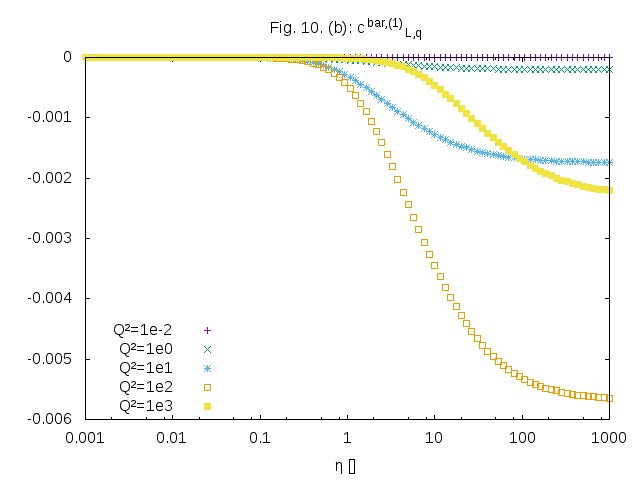 Fig. 10. (b): c^bar,(1)_L,q
0
-0.001
-0.002
-0.003
-0.004
-0.005
-0.006
Q²=1e-2
Q²=1e0
Q²=1e1
Q²=1e2
Q²=1e3
0.001 0.01 0.1 1 10 100 1000
η []